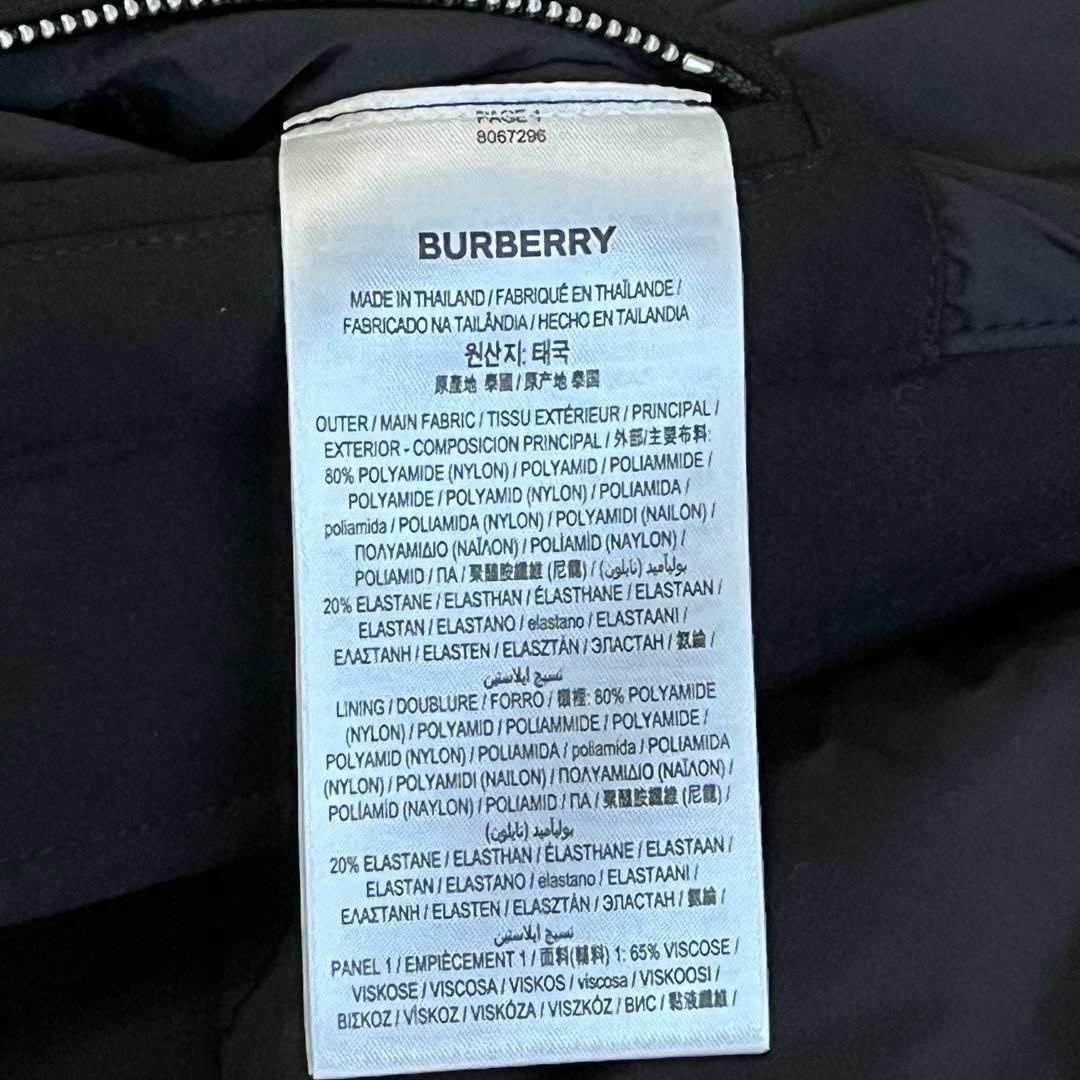 PAGE 1
8067296
BURBERRY
MADE IN THAILAND / FABRIQUÉ EN THAÏLANDE /
FABRICADO NA TAILÂNDIA / HECHO EN TAILANDIA
원산지: 태국
原產地 泰國 / 原产地 泰国
OUTER / MAIN FABRIC / TISSU EXTÉRIEUR / PRINCIPAL /
EXTERIOR - COMPOSICION PRINCIPAL / 外部/主要布料:
80% POLYAMIDE (NYLON) / POLYAMID / POLIAMMIDE /
POLYAMIDE / POLYAMID (NYLON) / POLIAMIDA /
poliamida / POLIAMIDA (NYLON) / POLYAMIDI (NAILON) /
ΠΟΛΥΑΜΙΔΙΟ (ΝΑΪΛΟΝ) / POLİAMİD (NAYLON) /
POLIAMID / ПА / 聚醯胺纖維 (尼龍) / بوليأميد (نايلون)
20% ELASTANE / ELASTHAN / ÉLASTHANE / ELASTAAN /
ELASTAN / ELASTANO / elastano / ELASTAANI /
ΕΛΑΣΤΑΝΗ / ELASTEN / ELASZTÁN / ЭЛАСТАН / 氨綸 /
نسيج ايلاستين
LINING / DOUBLURE / FORRO / 襯裡: 80% POLYAMIDE
(NYLON) / POLYAMID / POLIAMMIDE / POLYAMIDE /
POLYAMID (NYLON) / POLIAMIDA / poliamida / POLIAMIDA
(NYLON) / POLYAMIDI (NAILON) / ΠΟΛΥΑΜΙΔΙΟ (ΝΑΪΛΟΝ) /
POLİAMİD (NAYLON) / POLIAMID / ПА / 聚醯胺纖維 (尼龍) /
بوليأميد (نايلون)
20% ELASTANE / ELASTHAN / ÉLASTHANE / ELASTAAN /
ELASTAN / ELASTANO / elastano / ELASTAANI /
ΕΛΑΣΤΑΝΗ / ELASTEN / ELASZTÁN / ЭЛАСТАН / 氨綸 /
نسيج ايلاستين
PANEL 1 / EMPIÈCEMENT 1 / 面料(輔料) 1: 65% VISCOSE /
VISKOSE / VISCOSA / VISKOS / viscosa / VISKOOSI /
ΒΙΣΚΟΖ / VİSKOZ / VISKÓZA / VISZKÓZ / ВИС / 黏液纖維 /